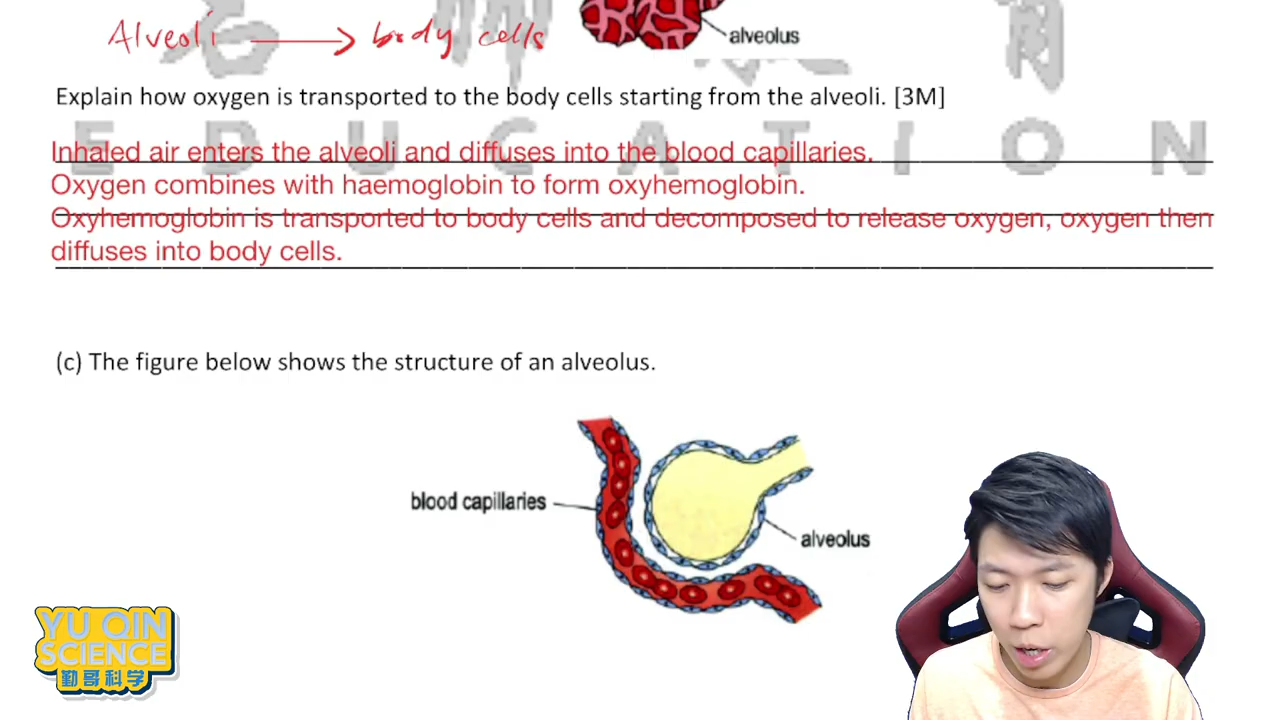 Alveoli → body cells
alveolus
Explain how oxygen is transported to the body cells starting from the alveoli. [3M]
EDUCATION
Inhaled air enters the alveoli and diffuses into the blood capillaries.
Oxygen combines with haemoglobin to form oxyhemoglobin.
Oxyhemoglobin is transported to body cells and decomposed to release oxygen, oxygen then
diffuses into body cells.
(c) The figure below shows the structure of an alveolus.
blood capillaries
alveolus
YU QIN
SCIENCE
勤哥科学